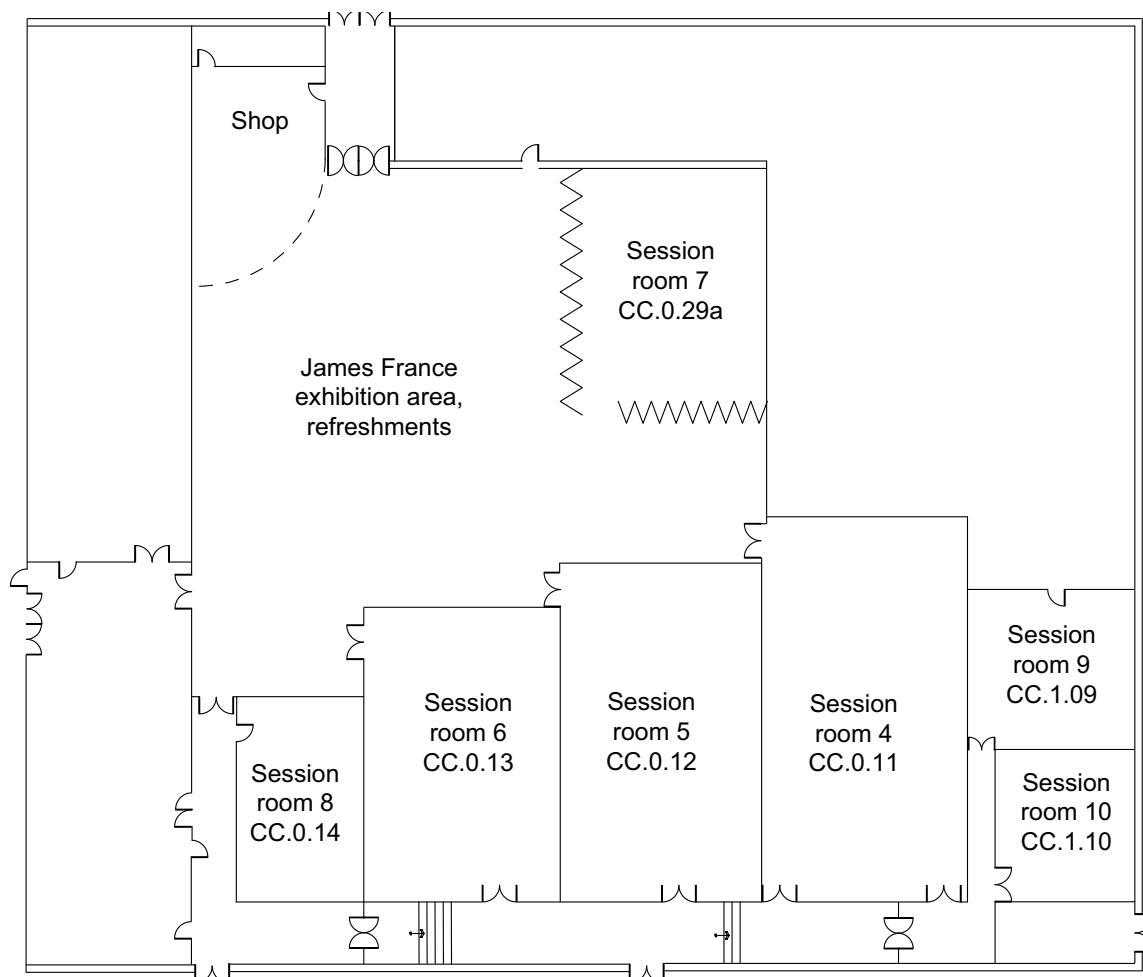 Shop
Session
room 7
CC.0.29a
James France
exhibition area,
refreshments
Session
room 9
CC.1.09
Session
room 6
CC.0.13
Session
room 5
CC.0.12
Session
room 4
CC.0.11
Session
room 8
CC.0.14
Session
room 10
CC.1.10